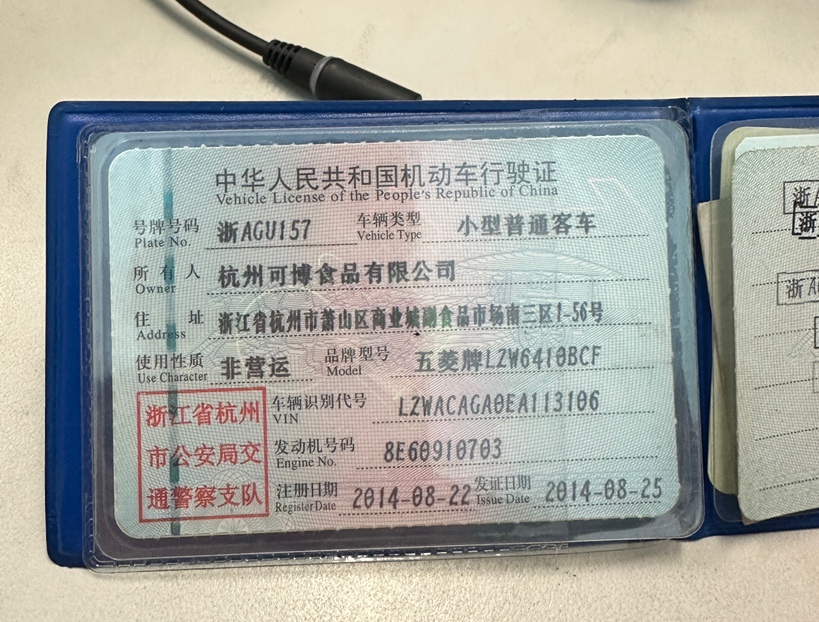 中华人民共和国机动车行驶证
Vehicle License of the People's Republic of China
号牌号码 浙AGU157 车辆类型 小型普通客车
Plate No. Vehicle Type
所有人 杭州可博食品有限公司
Owner
住址 浙江省杭州市萧山区商业城副食品市场南三区1-56号
Address
使用性质 非营运 品牌型号 五菱牌LZW6410BCF
Use Character Model
浙江省杭州
市公安局交
通警察支队
车辆识别代号 LZWACAGA0EA113106
VIN
发动机号码 8E60910703
Engine No.
注册日期 2014-08-22 发证日期 2014-08-25
Register Date Issue Date
浙
浙
浙A